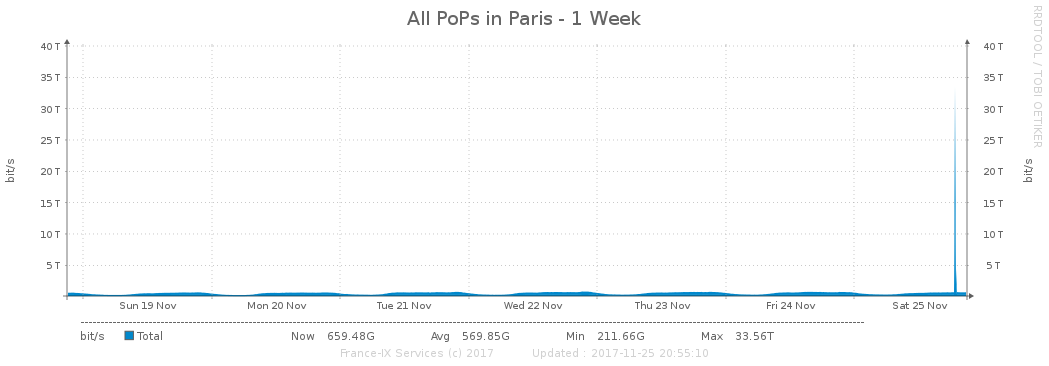 All PoPs in Paris - 1 Week
RRDTOOL / TOBI OETIKER
bit/s
40 T
35 T
30 T
25 T
20 T
15 T
10 T
5 T
40 T
35 T
30 T
25 T
20 T
15 T
10 T
5 T
bit/s
Sun 19 Nov Mon 20 Nov Tue 21 Nov Wed 22 Nov Thu 23 Nov Fri 24 Nov Sat 25 Nov
bit/s Total Now 659.48G Avg 569.85G Min 211.66G Max 33.56T
France-IX Services (c) 2017 Updated : 2017-11-25 20:55:10